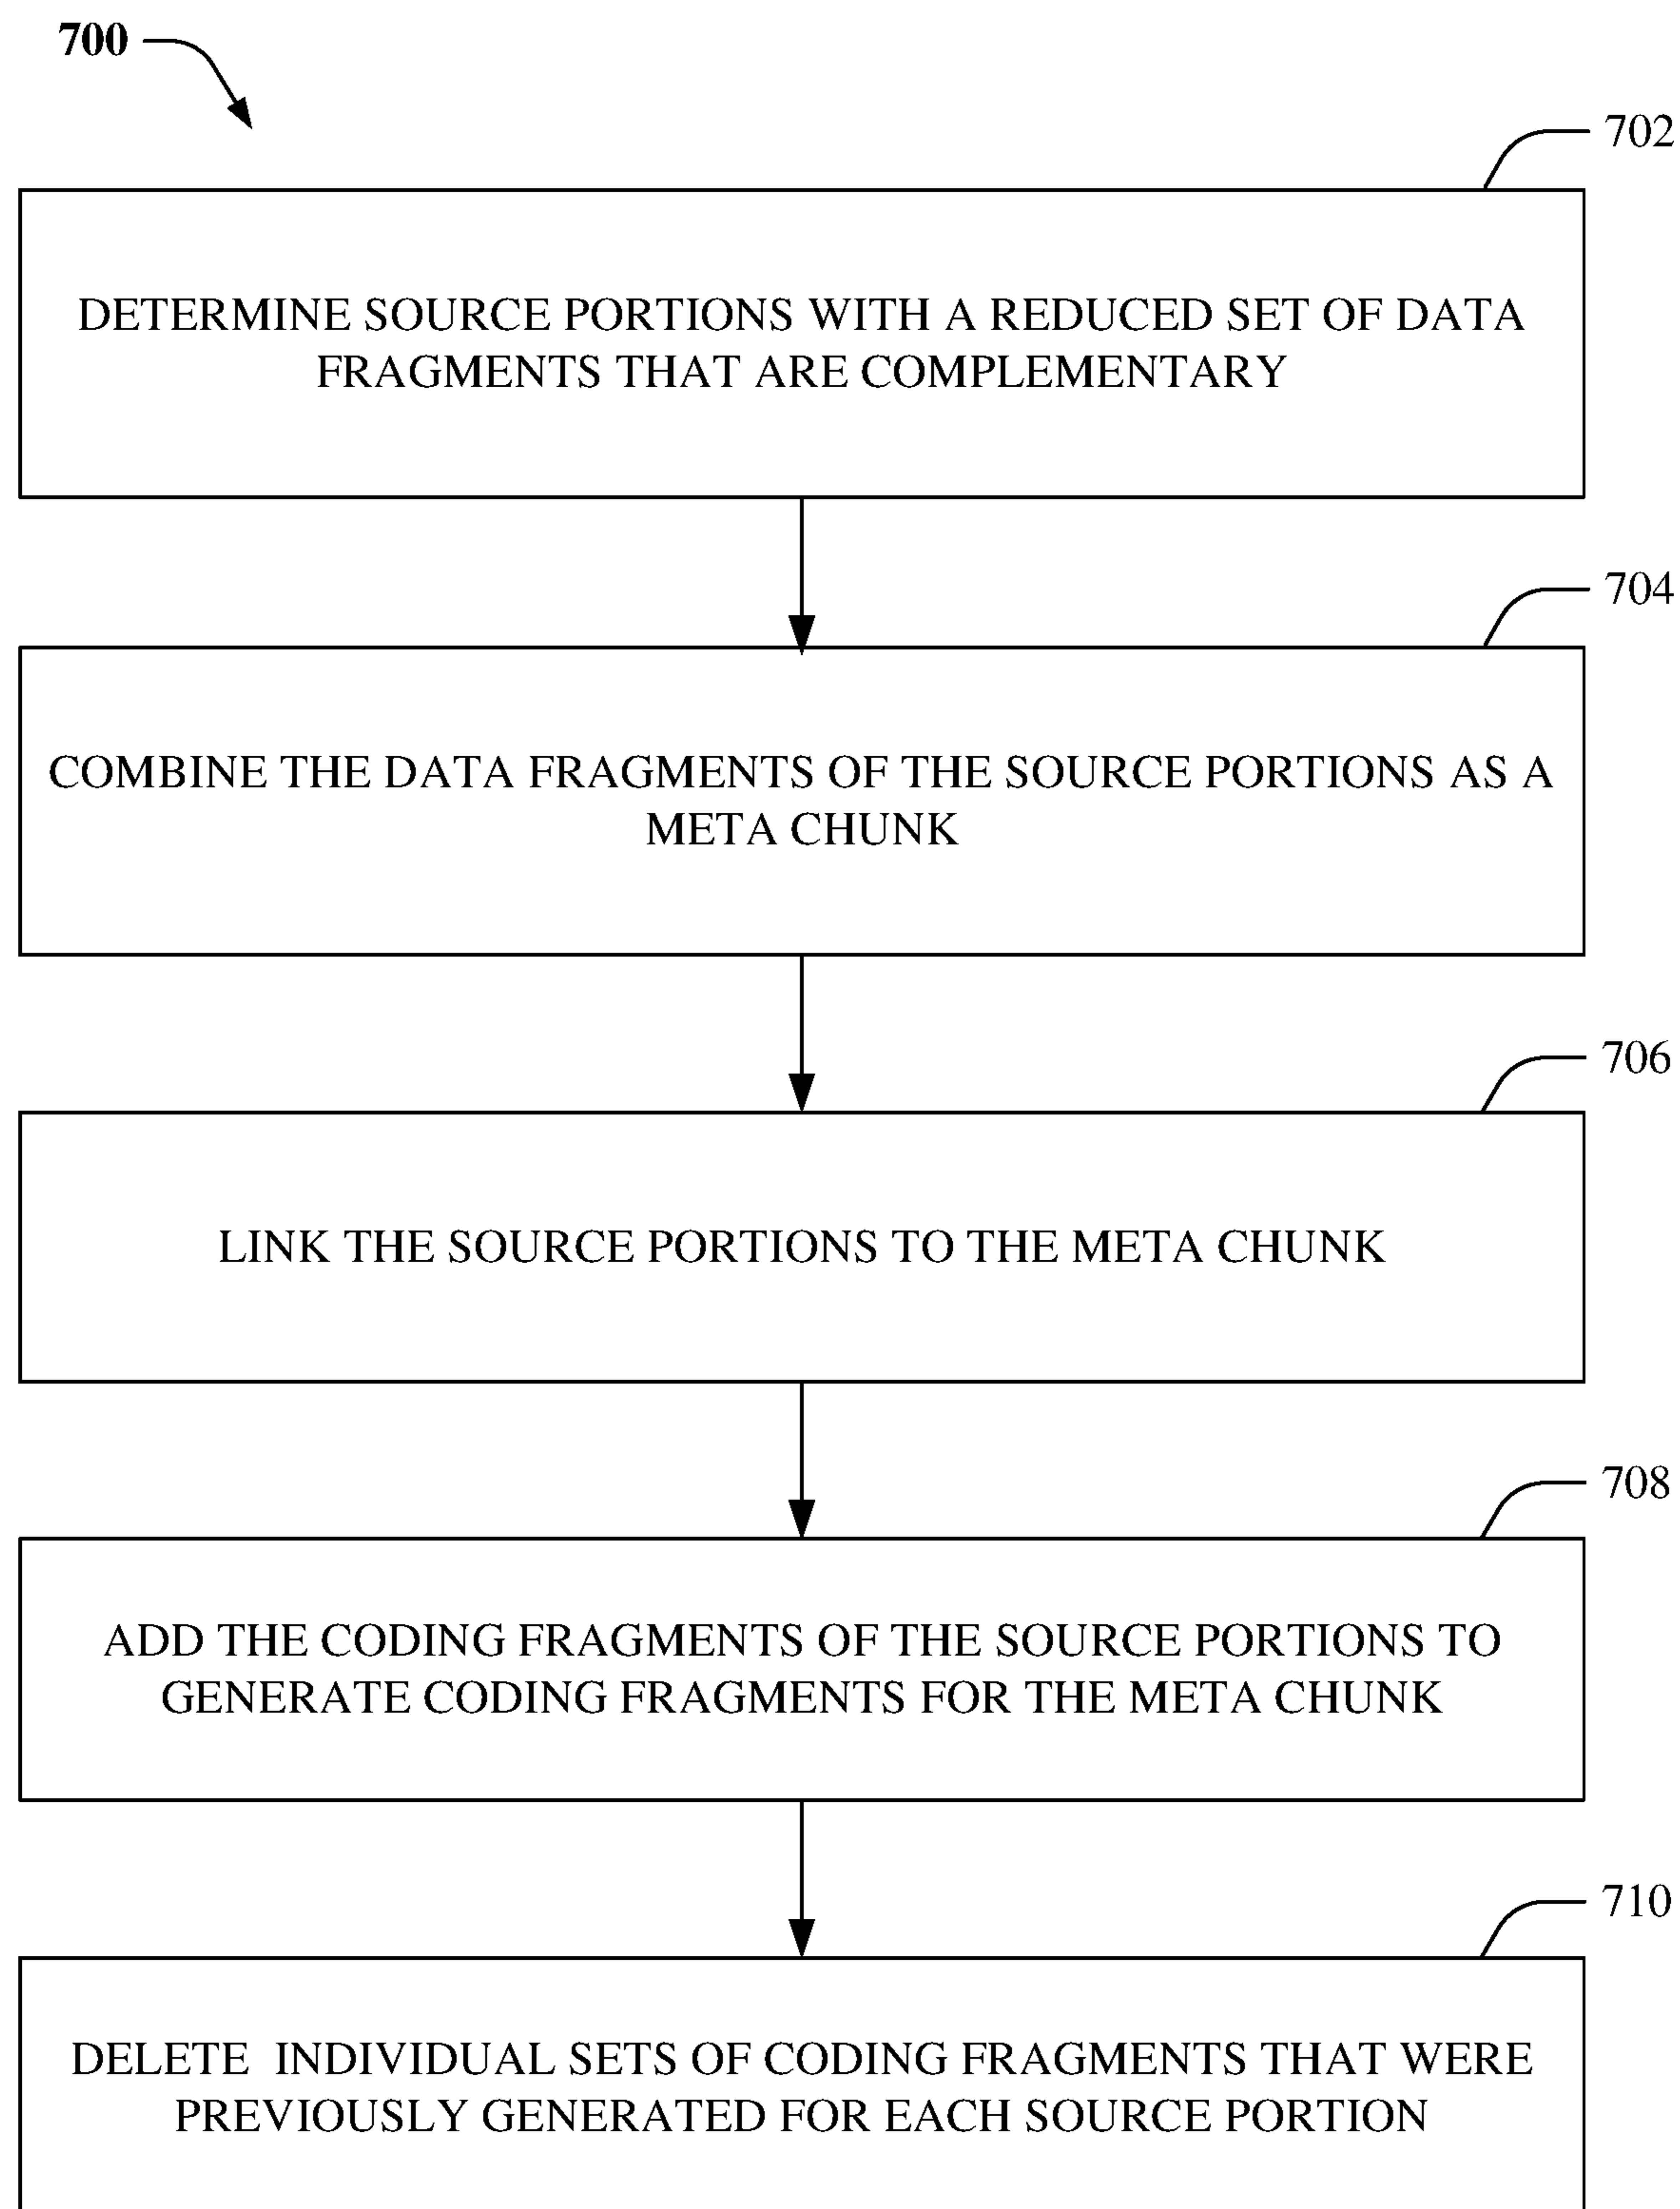 700
702
DETERMINE SOURCE PORTIONS WITH A REDUCED SET OF DATA
FRAGMENTS THAT ARE COMPLEMENTARY
704
COMBINE THE DATA FRAGMENTS OF THE SOURCE PORTIONS AS A
META CHUNK
706
LINK THE SOURCE PORTIONS TO THE META CHUNK
708
ADD THE CODING FRAGMENTS OF THE SOURCE PORTIONS TO
GENERATE CODING FRAGMENTS FOR THE META CHUNK
710
DELETE INDIVIDUAL SETS OF CODING FRAGMENTS THAT WERE
PREVIOUSLY GENERATED FOR EACH SOURCE PORTION